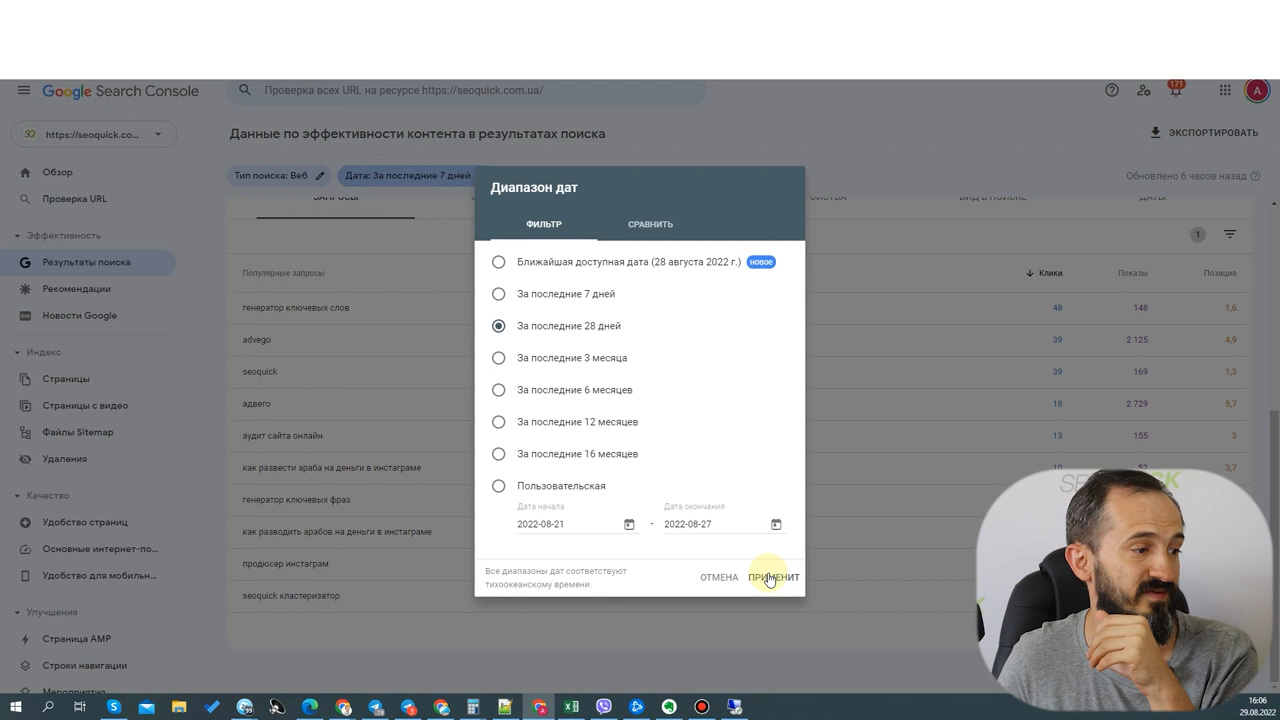 Google Search Console
Проверка всех URL на ресурсе https://seoquick.com.ua/
171
A
SQ https://seoquick.co...
Данные по эффективности контента в результатах поиска
ЭКСПОРТИРОВАТЬ
Тип поиска: Веб
Дата: За последние 7 дней
Обновлено 6 часов назад
Обзор
Проверка URL
Эффективность
Результаты поиска
Рекомендации
Новости Google
Индекс
Страницы
Страницы с видео
Файлы Sitemap
Удаления
Качество
Удобство страниц
Основные интернет-по...
Удобство для мобильн...
Улучшения
Страница AMP
Строки навигации
Мероприятия
ЗАПРОСЫ
ВИД В ПОИСКЕ
ДАТЫ
1
Популярные запросы
Клики
Показы
Позиция
генератор ключевых слов
48
148
1,6
advego
39
2 125
4,9
seoquick
39
169
1,3
адвего
18
2 729
5,7
аудит сайта онлайн
13
155
3
как развести араба на деньги в инстаграме
3,7
генератор ключевых фраз
как разводить арабов на деньги в инстаграме
продюсер инстаграм
seoquick кластеризатор
Диапазон дат
ФИЛЬТР
СРАВНИТЬ
Ближайшая доступная дата (28 августа 2022 г.) НОВОЕ
За последние 7 дней
За последние 28 дней
За последние 3 месяца
За последние 6 месяцев
За последние 12 месяцев
За последние 16 месяцев
Пользовательская
Дата начала
Дата окончания
2022-08-21 - 2022-08-27
Все диапазоны дат соответствуют
тихоокеанскому времени.
ОТМЕНА
ПРИМЕНИТ
16:06
29.08.2022